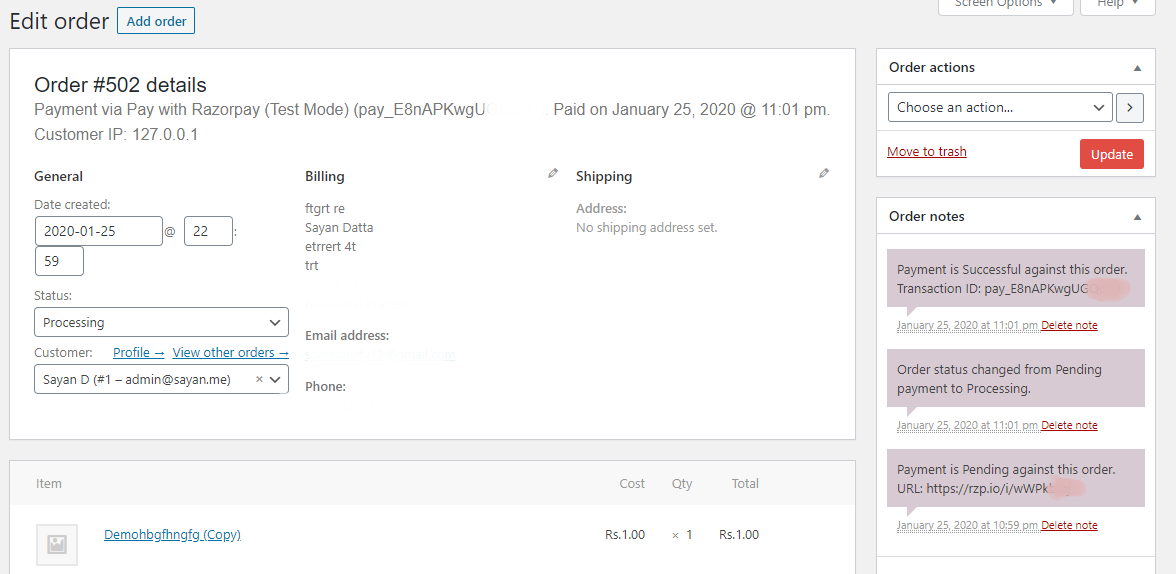 Edit order
Add order
Screen Options
Help
Order #502 details
Payment via Pay with Razorpay (Test Mode) (pay_E8nAPKwgU
Paid on January 25, 2020 @ 11:01 pm.
Customer IP: 127.0.0.1
General
Date created:
2020-01-25 @ 22 :
59
Status:
Processing
Customer: Profile → View other orders →
Sayan D (#1 – admin@sayan.me) ×
Billing
ftgrt re
Sayan Datta
etrrert 4t
trt
Email address:
Phone:
Shipping
Address:
No shipping address set.
Item Cost Qty Total
Demohbgfhngfg (Copy) Rs.1.00 × 1 Rs.1.00
Order actions
Choose an action...
Move to trash
Update
Order notes
Payment is Successful against this order.
Transaction ID: pay_E8nAPKwgUG
January 25, 2020 at 11:01 pm Delete note
Order status changed from Pending
payment to Processing.
January 25, 2020 at 11:01 pm Delete note
Payment is Pending against this order.
URL: https://rzp.io/i/wWPk
January 25, 2020 at 10:59 pm Delete note